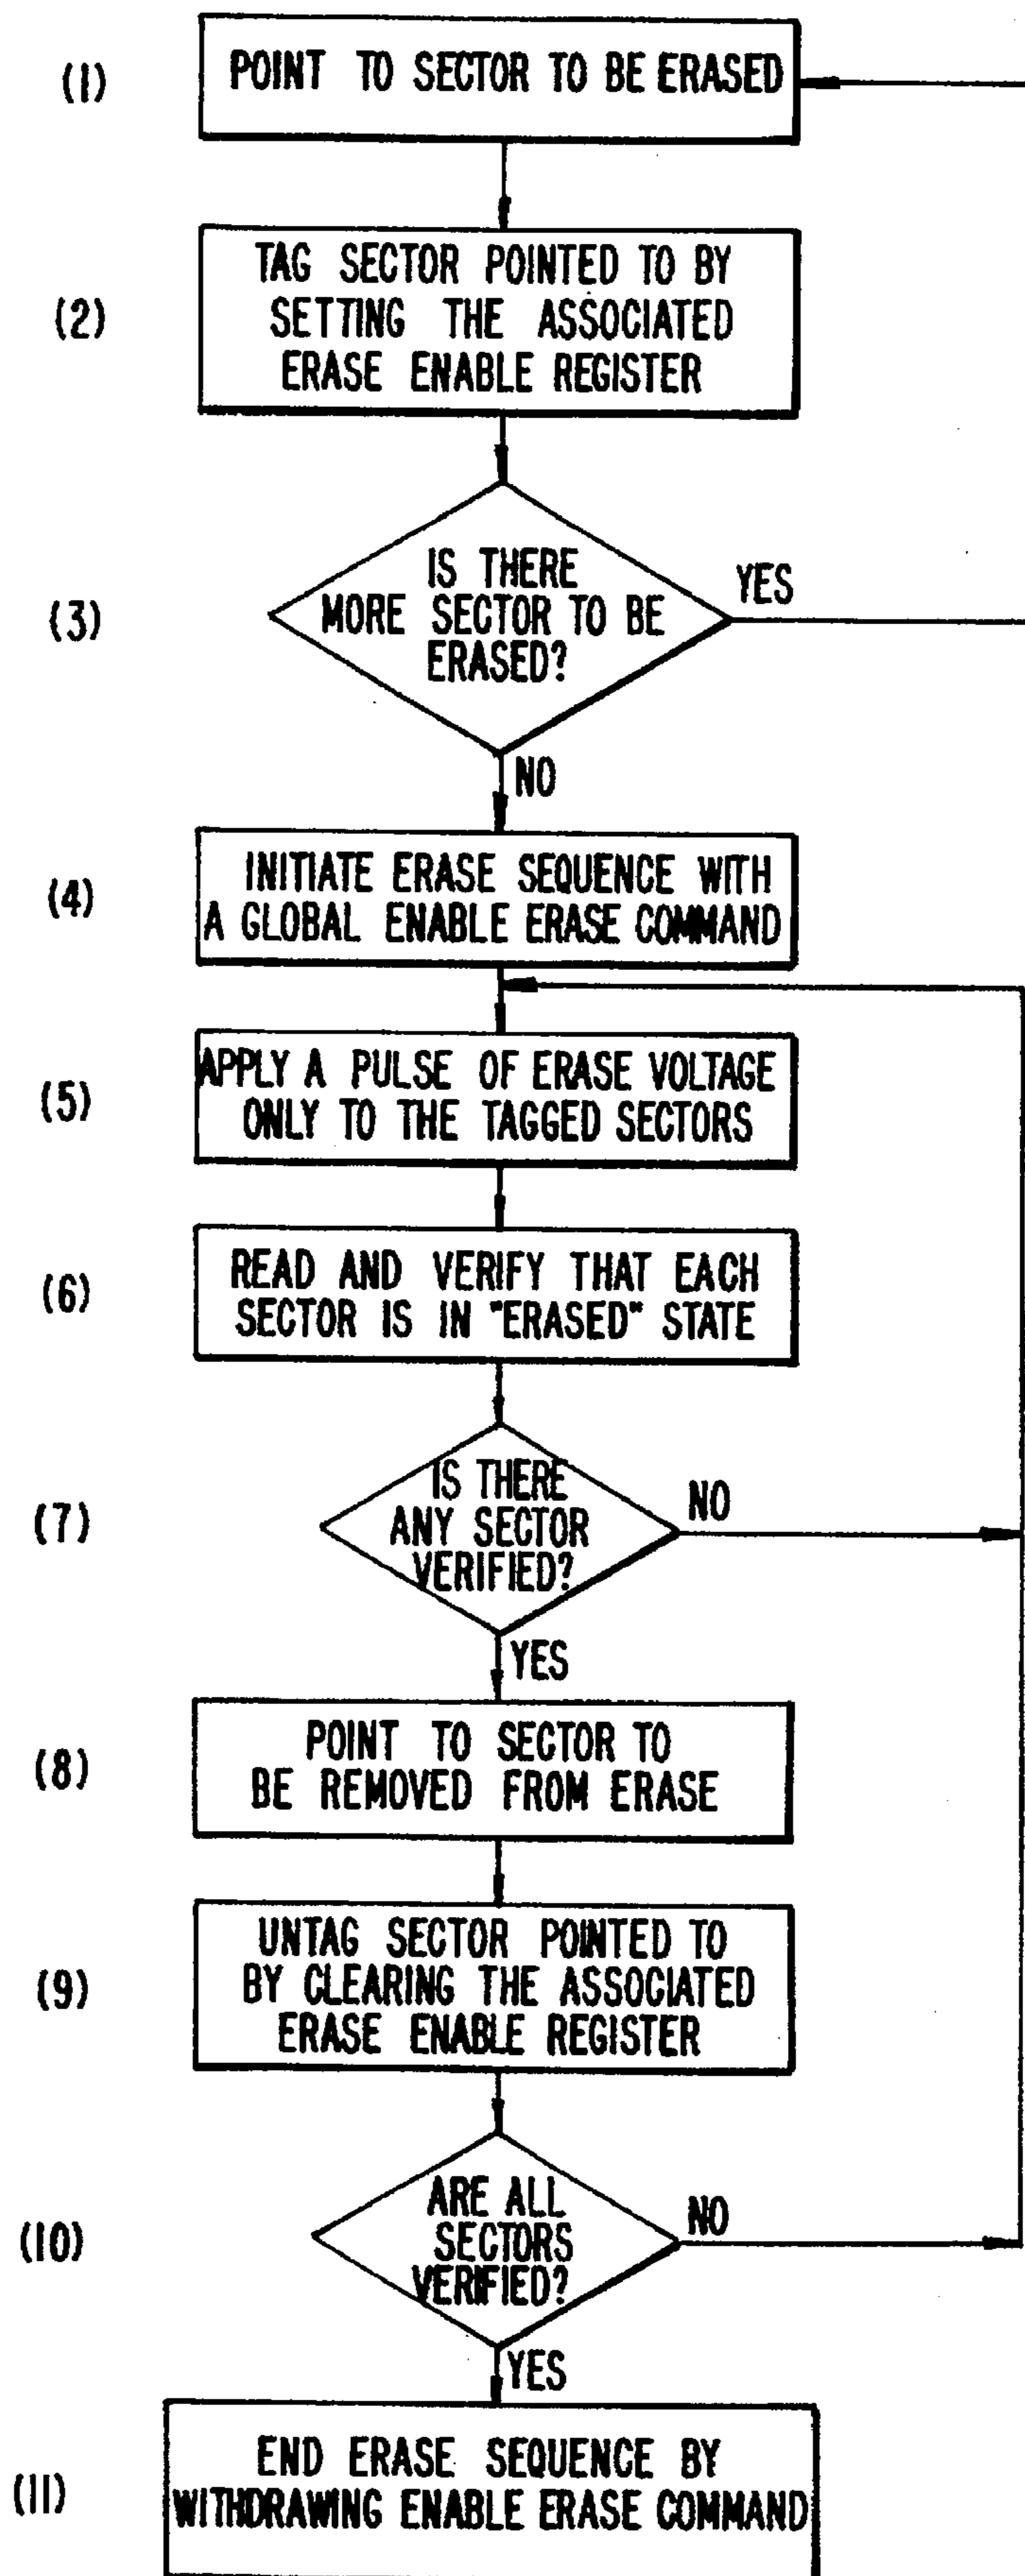 (1)
POINT TO SECTOR TO BE ERASED
(2)
TAG SECTOR POINTED TO BY
SETTING THE ASSOCIATED
ERASE ENABLE REGISTER
(3)
IS THERE
MORE SECTOR TO BE
ERASED?
YES
NO
(4)
INITIATE ERASE SEQUENCE WITH
A GLOBAL ENABLE ERASE COMMAND
(5)
APPLY A PULSE OF ERASE VOLTAGE
ONLY TO THE TAGGED SECTORS
(6)
READ AND VERIFY THAT EACH
SECTOR IS IN "ERASED" STATE
(7)
IS THERE
ANY SECTOR
VERIFIED?
NO
YES
(8)
POINT TO SECTOR TO
BE REMOVED FROM ERASE
(9)
UNTAG SECTOR POINTED TO
BY CLEARING THE ASSOCIATED
ERASE ENABLE REGISTER
(10)
ARE ALL
SECTORS
VERIFIED?
NO
YES
(11)
END ERASE SEQUENCE BY
WITHDRAWING ENABLE ERASE COMMAND